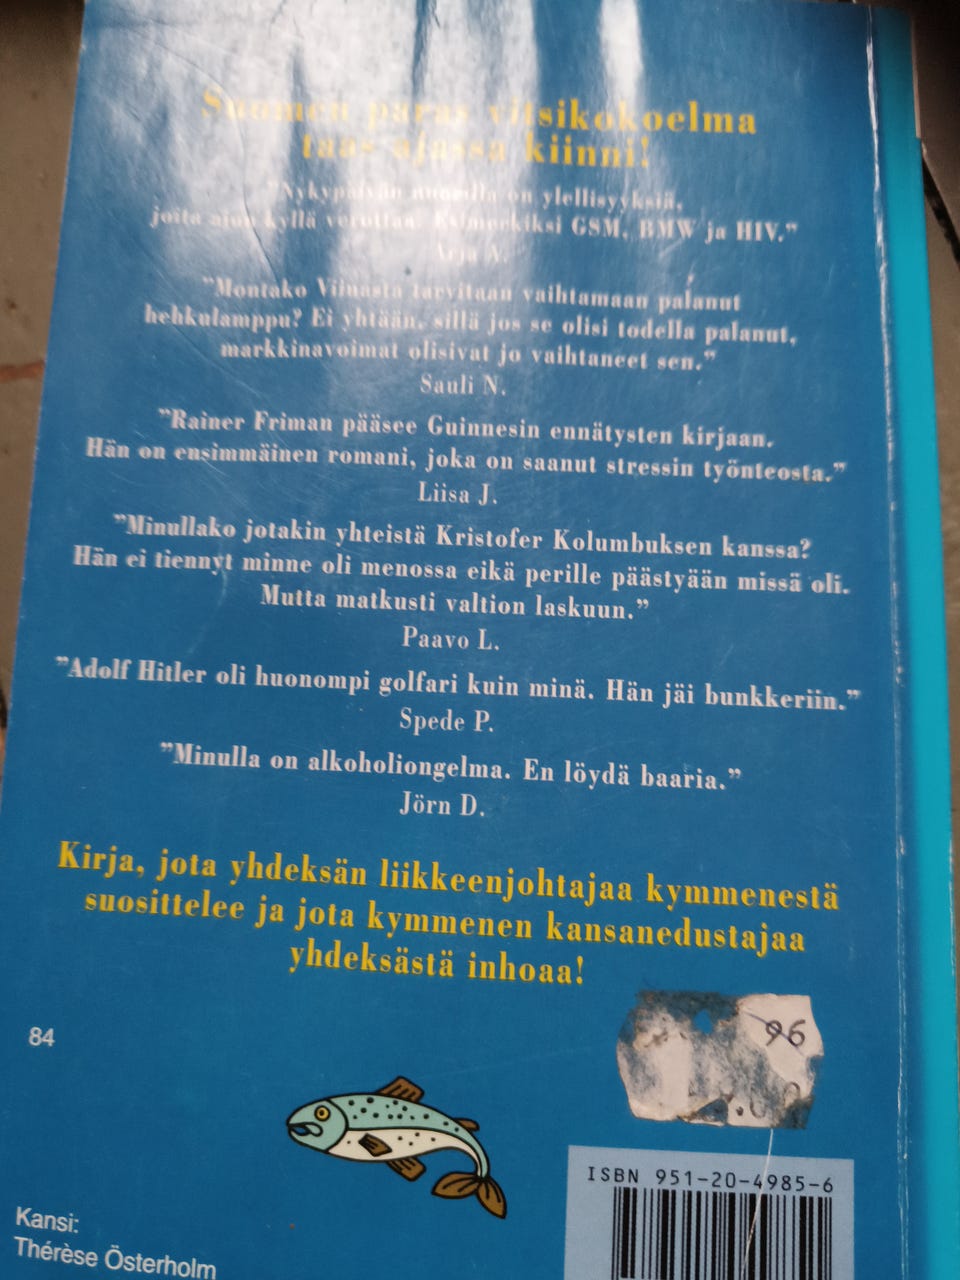 Suomen paras vitsikokoelma
taas ajassa kiinni!
"Nykypäivän nuorilla on ylellisyyksiä,
joita aion kyllä verottaa. Esimerkiksi GSM, BMW ja HIV."
Arja A.
"Montako Viinasta tarvitaan vaihtamaan palanut
hehkulamppu? Ei yhtään, sillä jos se olisi todella palanut,
markkinavoimat olisivat jo vaihtaneet sen."
Sauli N.
"Rainer Friman pääsee Guinnesin ennätysten kirjaan.
Hän on ensimmäinen romani, joka on saanut stressin työnteosta."
Liisa J.
"Minullako jotakin yhteistä Kristofer Kolumbuksen kanssa?
Hän ei tiennyt minne oli menossa eikä perille päästyään missä oli.
Mutta matkusti valtion laskuun."
Paavo L.
"Adolf Hitler oli huonompi golfari kuin minä. Hän jäi bunkkeriin."
Spede P.
"Minulla on alkoholiongelma. En löydä baaria."
Jörn D.
Kirja, jota yhdeksän liikkeenjohtajaa kymmenestä
suosittelee ja jota kymmenen kansanedustajaa
yhdeksästä inhoaa!
84
96
ISBN 951-20-4985-6
Kansi:
Thérèse Österholm